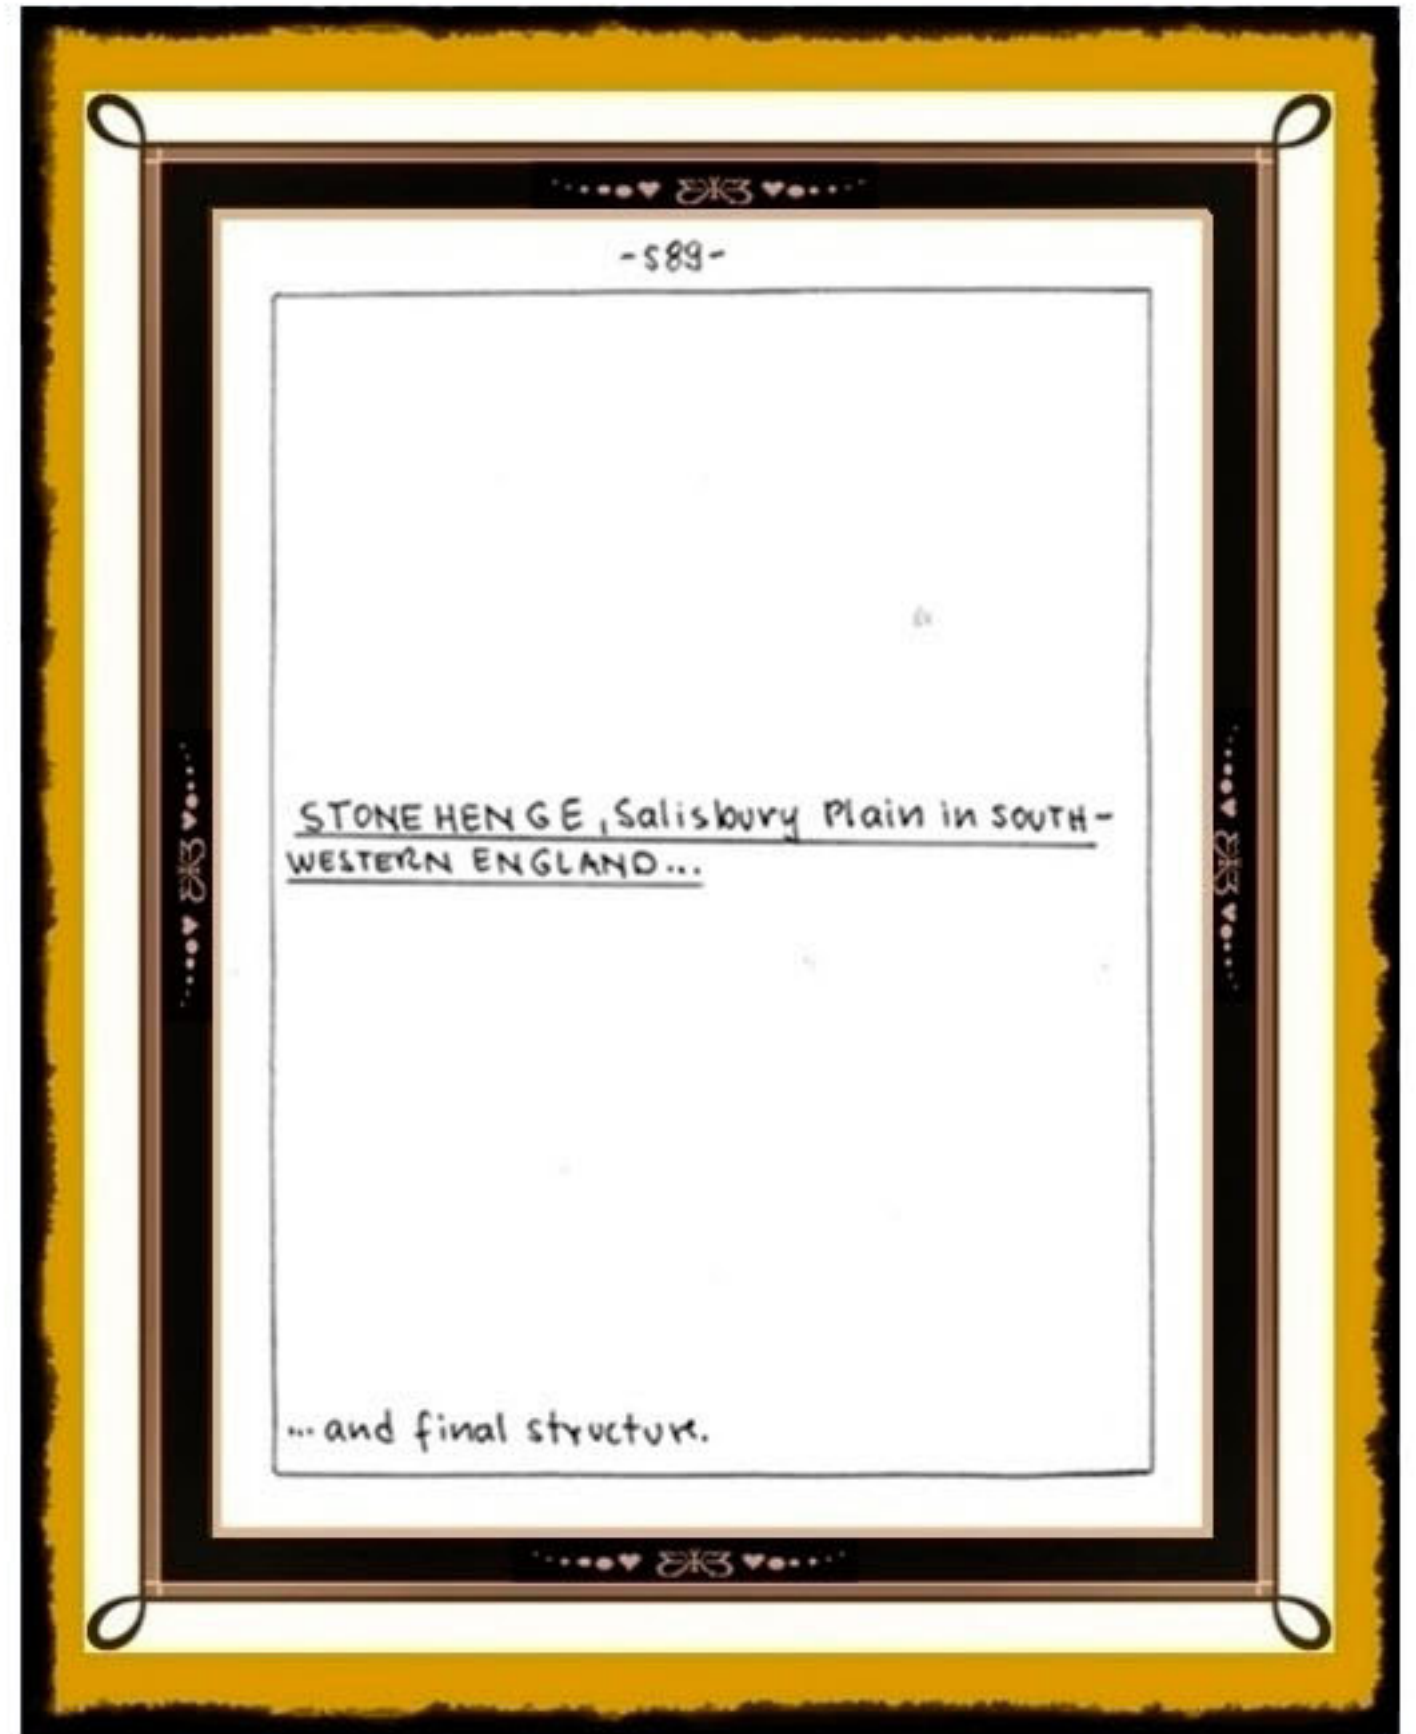 -589-
STONEHENGE, Salisbury Plain in SOUTH-
WESTERN ENGLAND...
...and final structure.